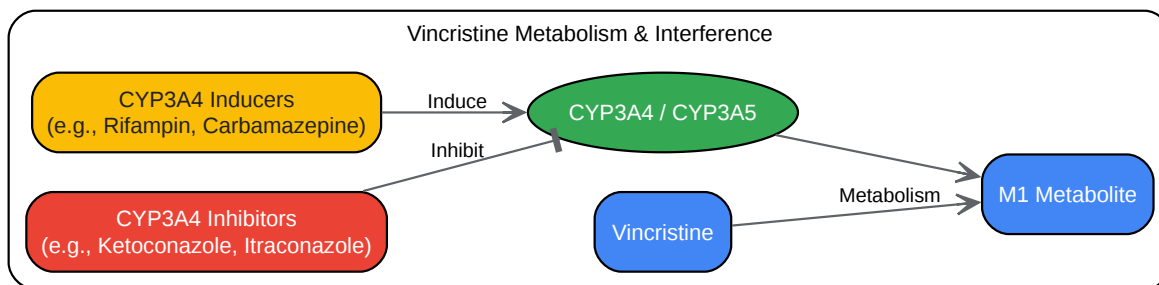 Vincristine Metabolism & Interference
CYP3A4 Inducers
(e.g., Rifampin, Carbamazepine)
Induce
CYP3A4 / CYP3A5
Inhibit
CYP3A4 Inhibitors
(e.g., Ketoconazole, Itraconazole)
Vincristine
Metabolism
M1 Metabolite